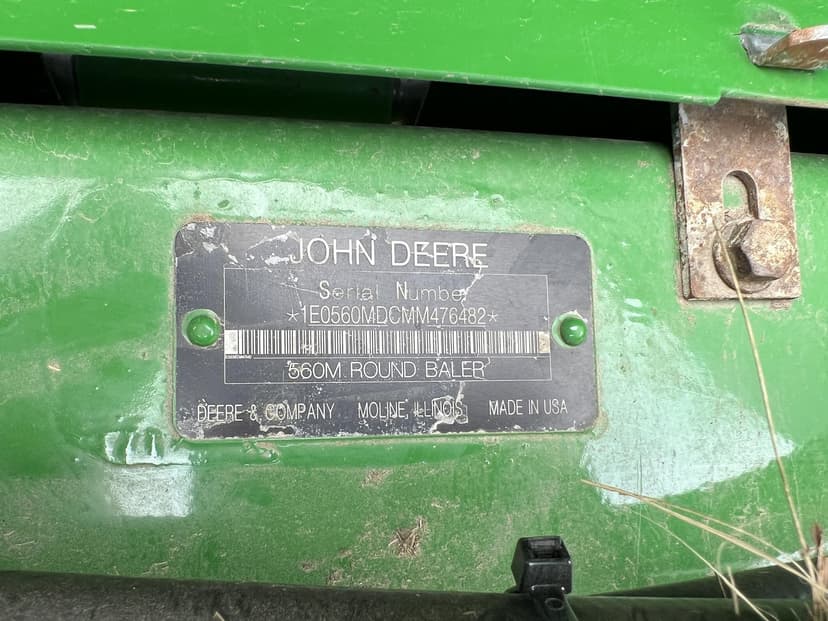 JOHN DEERE
Serial Number
*1E0560MDCMM476482*
560M ROUND BALER
DEERE & COMPANY MOLINE, ILLINOIS MADE IN USA